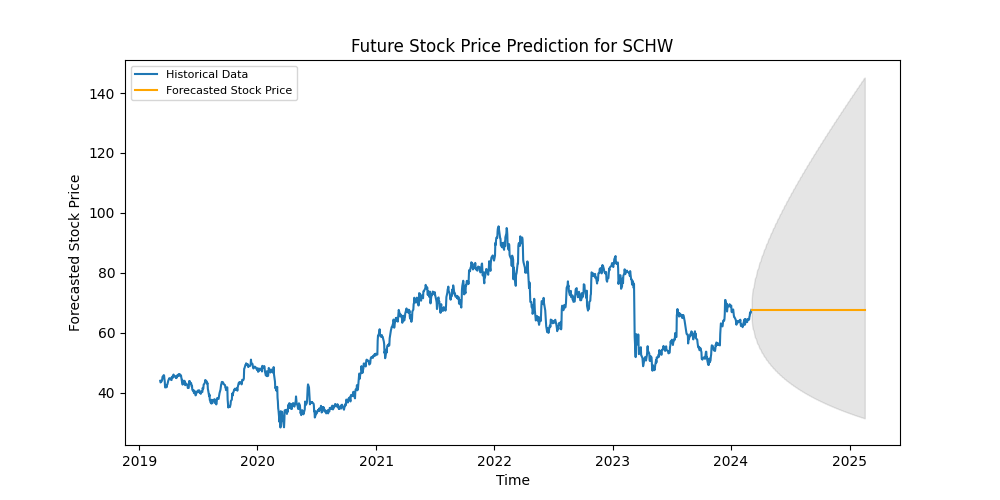 Future Stock Price Prediction for SCHW
Historical Data
Forecasted Stock Price
140
120
100
80
60
40
Forecasted Stock Price
2019
2020
2021
2022
2023
2024
2025
Time